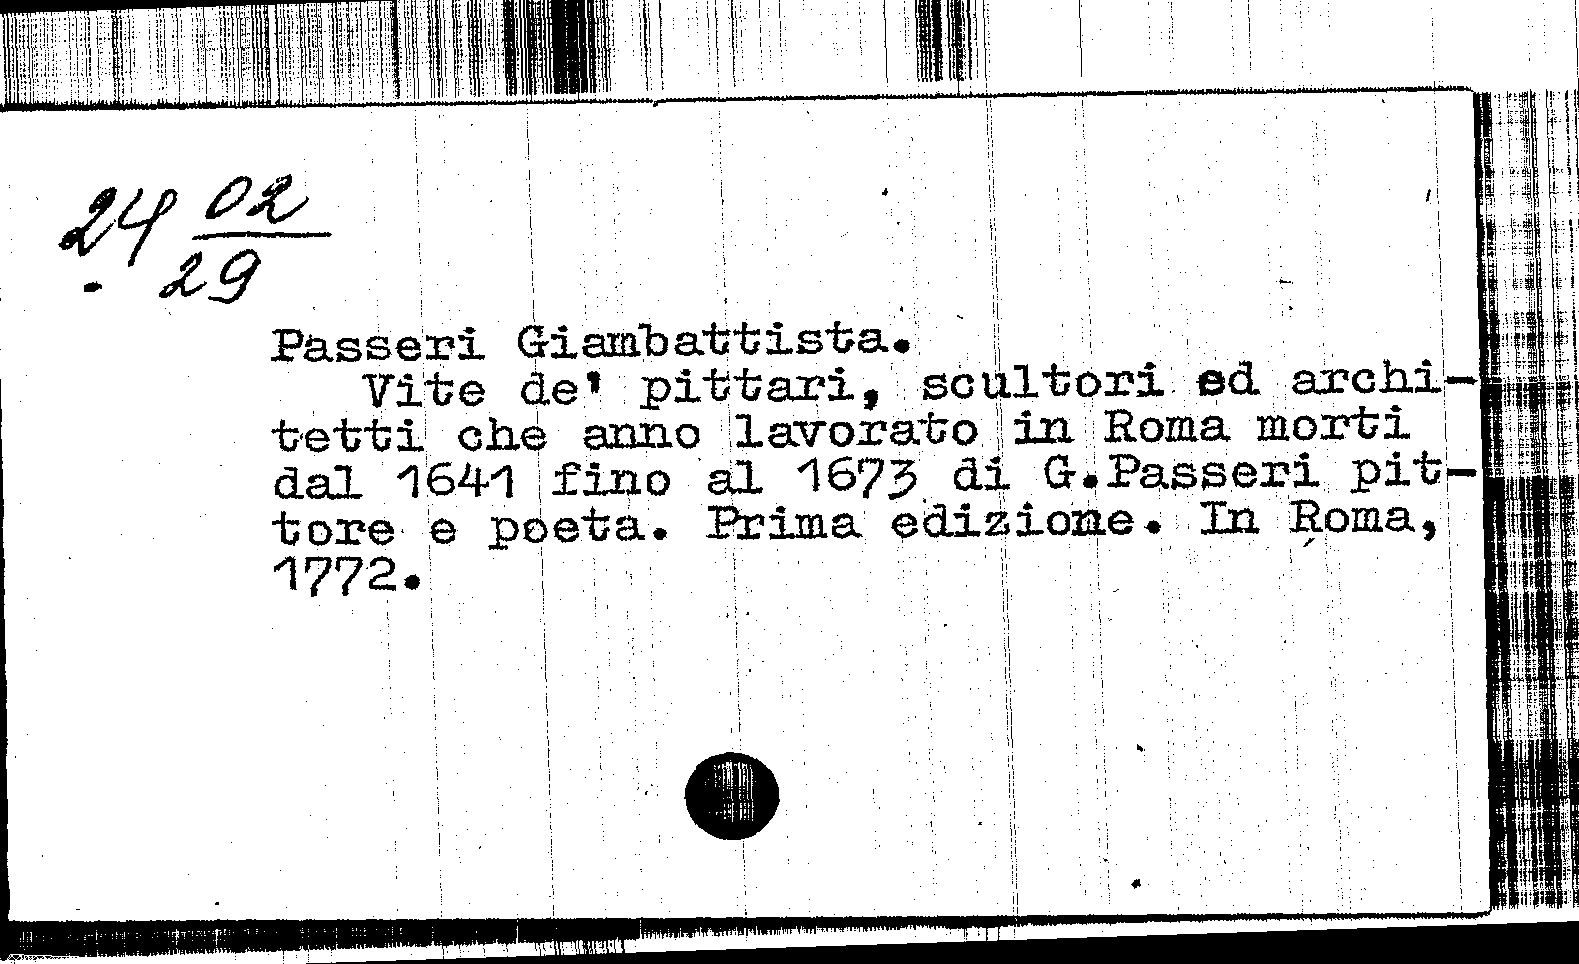 24 02
29
Passeri Giambattista.
Vite de' pittari, scultori ed archi-
tetti che anno lavorato in Roma morti
dal 1641 fino al 1673 di G.Passeri pit-
tore e poeta. Prima edizione. In Roma,
1772.